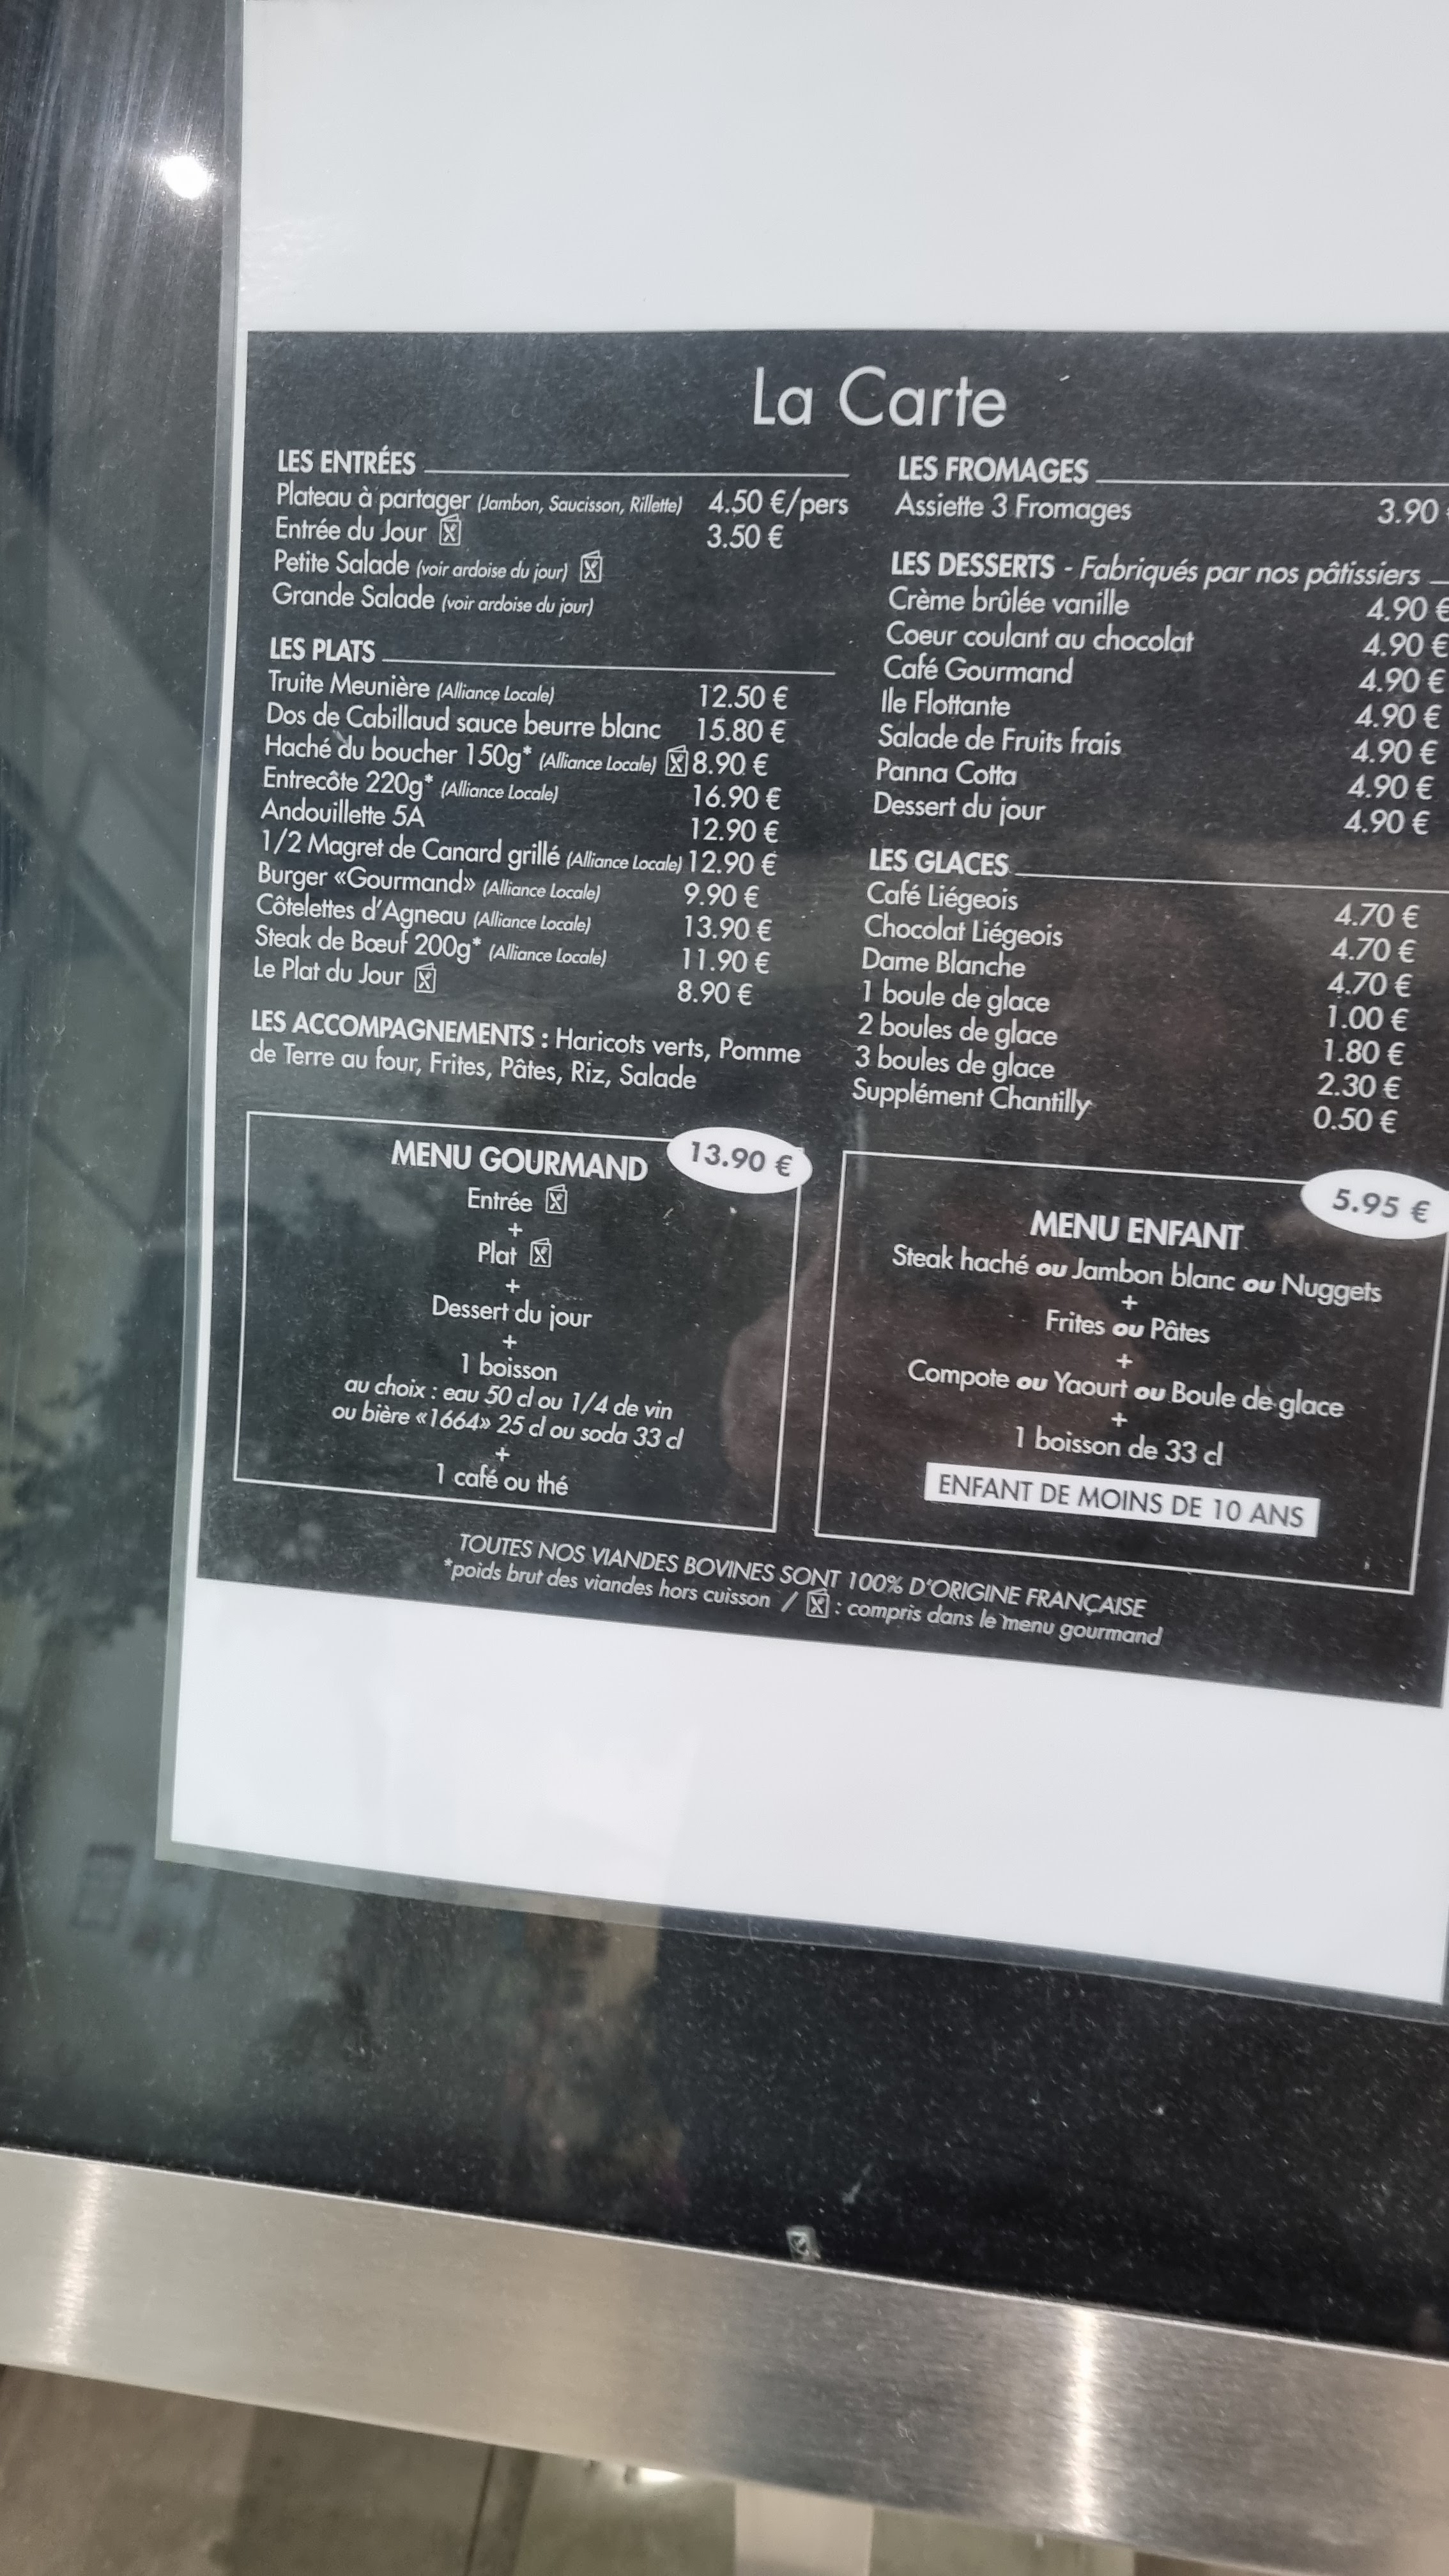 La Carte
LES ENTRÉES
Plateau à partager (Jambon, Saucisson, Rillette) 4.50 €/pers
Entrée du Jour 3.50 €
Petite Salade (voir ardoise du jour)
Grande Salade (voir ardoise du jour)
LES PLATS
Truite Meunière (Alliance Locale) 12.50 €
Dos de Cabillaud sauce beurre blanc 15.80 €
Haché du boucher 150g* (Alliance Locale) 8.90 €
Entrecôte 220g* (Alliance Locale) 16.90 €
Andouillette 5A 12.90 €
1/2 Magret de Canard grillé (Alliance Locale) 12.90 €
Burger «Gourmand» (Alliance Locale) 9.90 €
Côtelettes d'Agneau (Alliance Locale) 13.90 €
Steak de Bœuf 200g* (Alliance Locale) 11.90 €
Le Plat du Jour 8.90 €
LES ACCOMPAGNEMENTS : Haricots verts, Pomme
de Terre au four, Frites, Pâtes, Riz, Salade
LES FROMAGES
Assiette 3 Fromages 3.90
LES DESSERTS - Fabriqués par nos pâtissiers
Crème brûlée vanille 4.90 €
Coeur coulant au chocolat 4.90 €
Café Gourmand 4.90 €
Ile Flottante 4.90 €
Salade de Fruits frais 4.90 €
Panna Cotta 4.90 €
Dessert du jour 4.90 €
LES GLACES
Café Liégeois 4.70 €
Chocolat Liégeois 4.70 €
Dame Blanche 4.70 €
1 boule de glace 1.00 €
2 boules de glace 1.80 €
3 boules de glace 2.30 €
Supplément Chantilly 0.50 €
MENU GOURMAND 13.90 €
Entrée
+
Plat
+
Dessert du jour
+
1 boisson
au choix : eau 50 cl ou 1/4 de vin
ou bière «1664» 25 cl ou soda 33 cl
+
1 café ou thé
MENU ENFANT 5.95 €
Steak haché ou Jambon blanc ou Nuggets
+
Frites ou Pâtes
+
Compote ou Yaourt ou Boule de glace
+
1 boisson de 33 cl
ENFANT DE MOINS DE 10 ANS
TOUTES NOS VIANDES BOVINES SONT 100% D'ORIGINE FRANÇAISE
*poids brut des viandes hors cuisson / : compris dans le menu gourmand